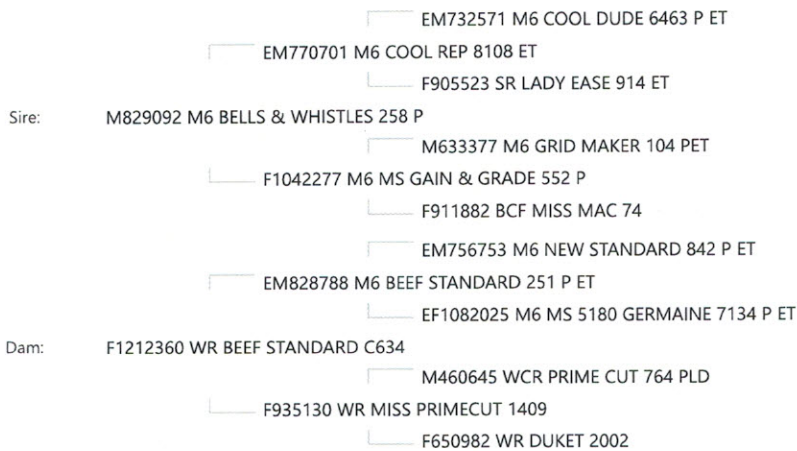 EM732571 M6 COOL DUDE 6463 P ET
EM770701 M6 COOL REP 8108 ET
F905523 SR LADY EASE 914 ET
Sire: M829092 M6 BELLS & WHISTLES 258 P
M633377 M6 GRID MAKER 104 PET
F1042277 M6 MS GAIN & GRADE 552 P
F911882 BCF MISS MAC 74
EM756753 M6 NEW STANDARD 842 P ET
EM828788 M6 BEEF STANDARD 251 P ET
EF1082025 M6 MS 5180 GERMAINE 7134 P ET
Dam: F1212360 WR BEEF STANDARD C634
M460645 WCR PRIME CUT 764 PLD
F935130 WR MISS PRIMECUT 1409
F650982 WR DUKET 2002